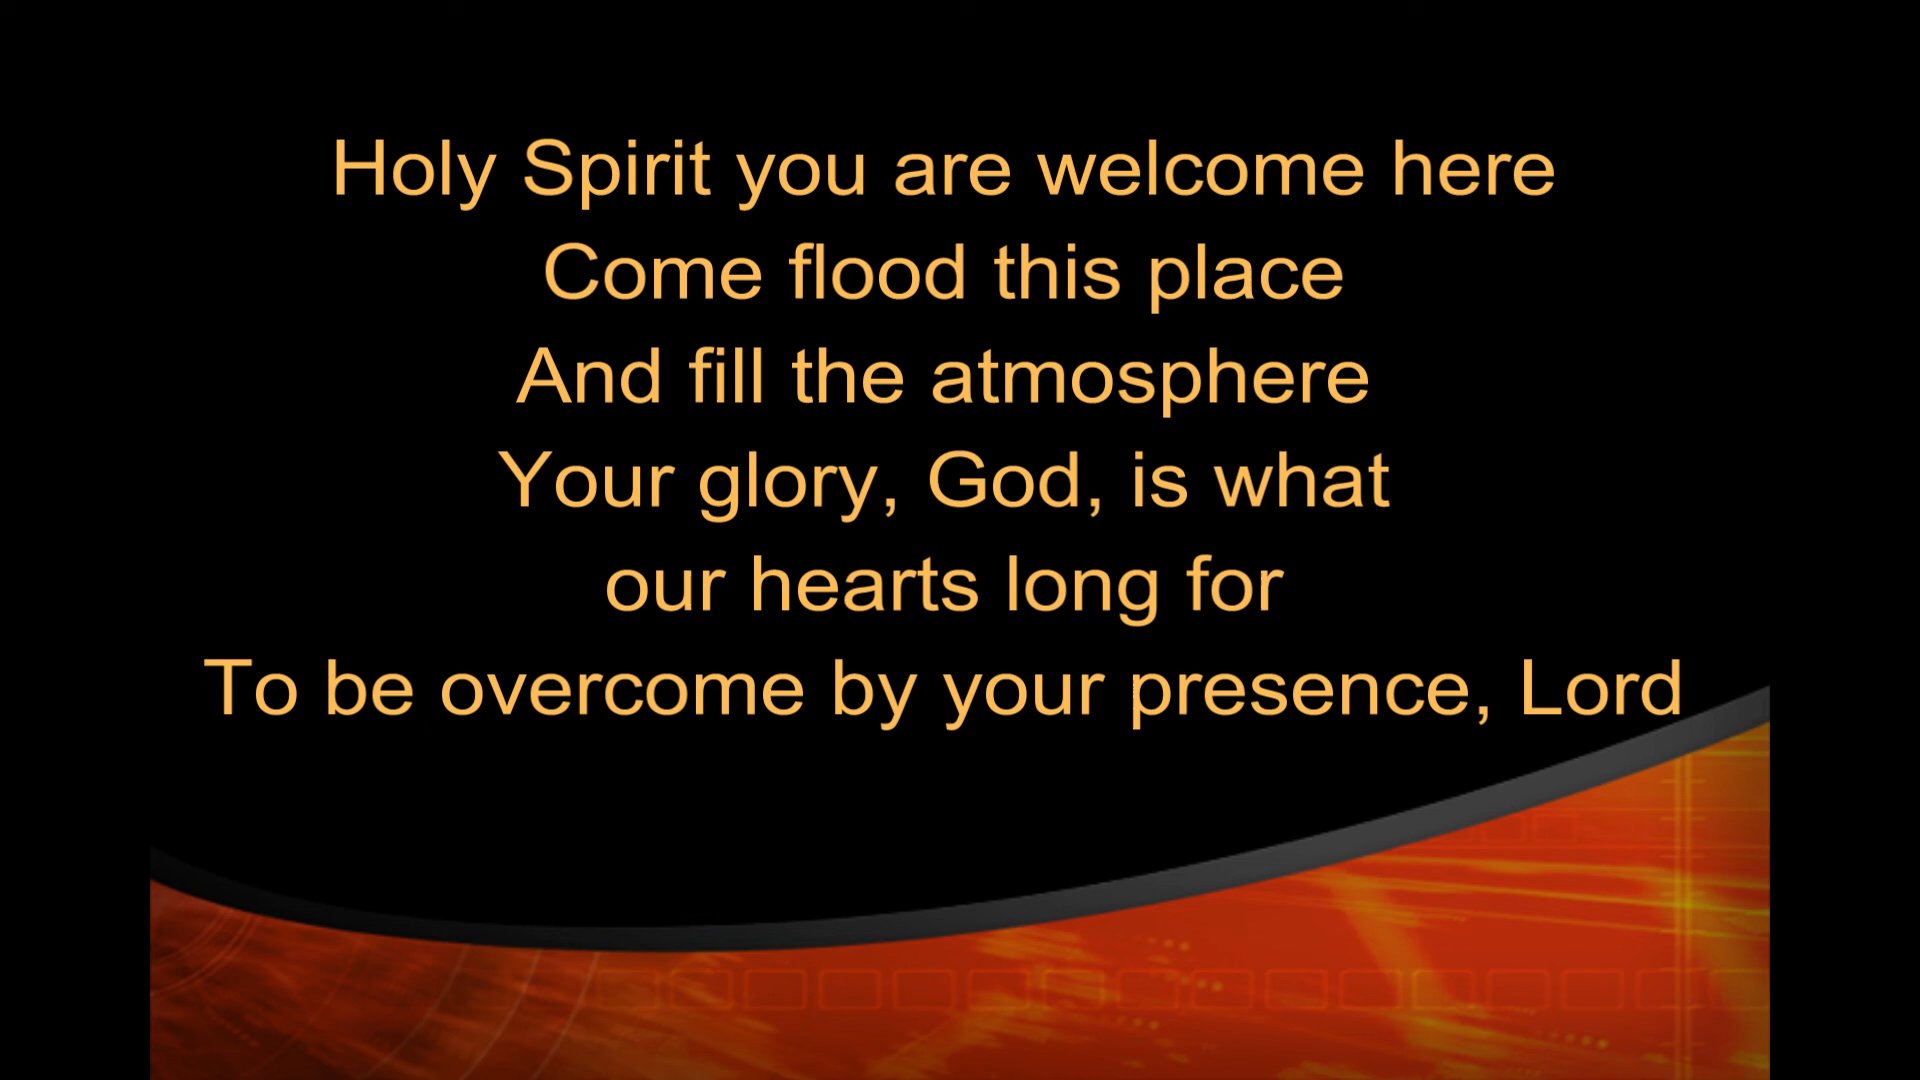 Holy Spirit you are welcome here
Come flood this place
And fill the atmosphere
Your glory, God, is what
our hearts long for
To be overcome by your presence, Lord